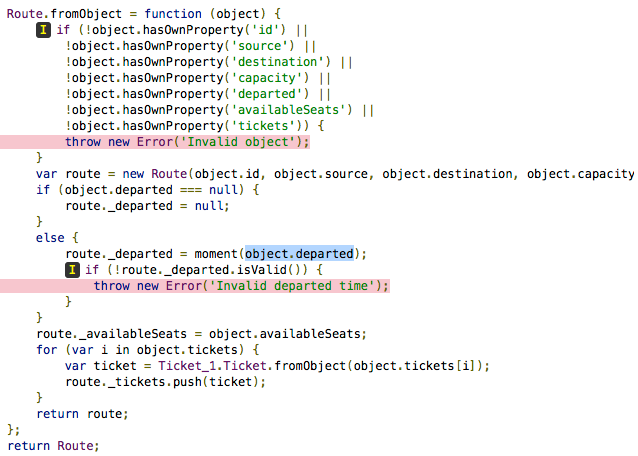 Route.fromObject = function (object) {
I if (!object.hasOwnProperty('id') ||
!object.hasOwnProperty('source') ||
!object.hasOwnProperty('destination') ||
!object.hasOwnProperty('capacity') ||
!object.hasOwnProperty('departed') ||
!object.hasOwnProperty('availableSeats') ||
!object.hasOwnProperty('tickets')) {
throw new Error('Invalid object');
}
var route = new Route(object.id, object.source, object.destination, object.capacity
if (object.departed === null) {
route._departed = null;
}
else {
route._departed = moment(object.departed);
I if (!route._departed.isValid()) {
throw new Error('Invalid departed time');
}
}
route._availableSeats = object.availableSeats;
for (var i in object.tickets) {
var ticket = Ticket_1.Ticket.fromObject(object.tickets[i]);
route._tickets.push(ticket);
}
return route;
};
return Route;